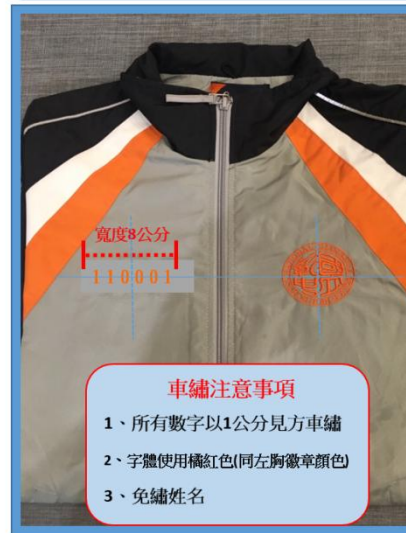 寬度8公分
110001
車繡注意事項
1、所有數字以1公分見方車繡
2、字體使用橘紅色(同左胸徽章顏色)
3、免繡姓名